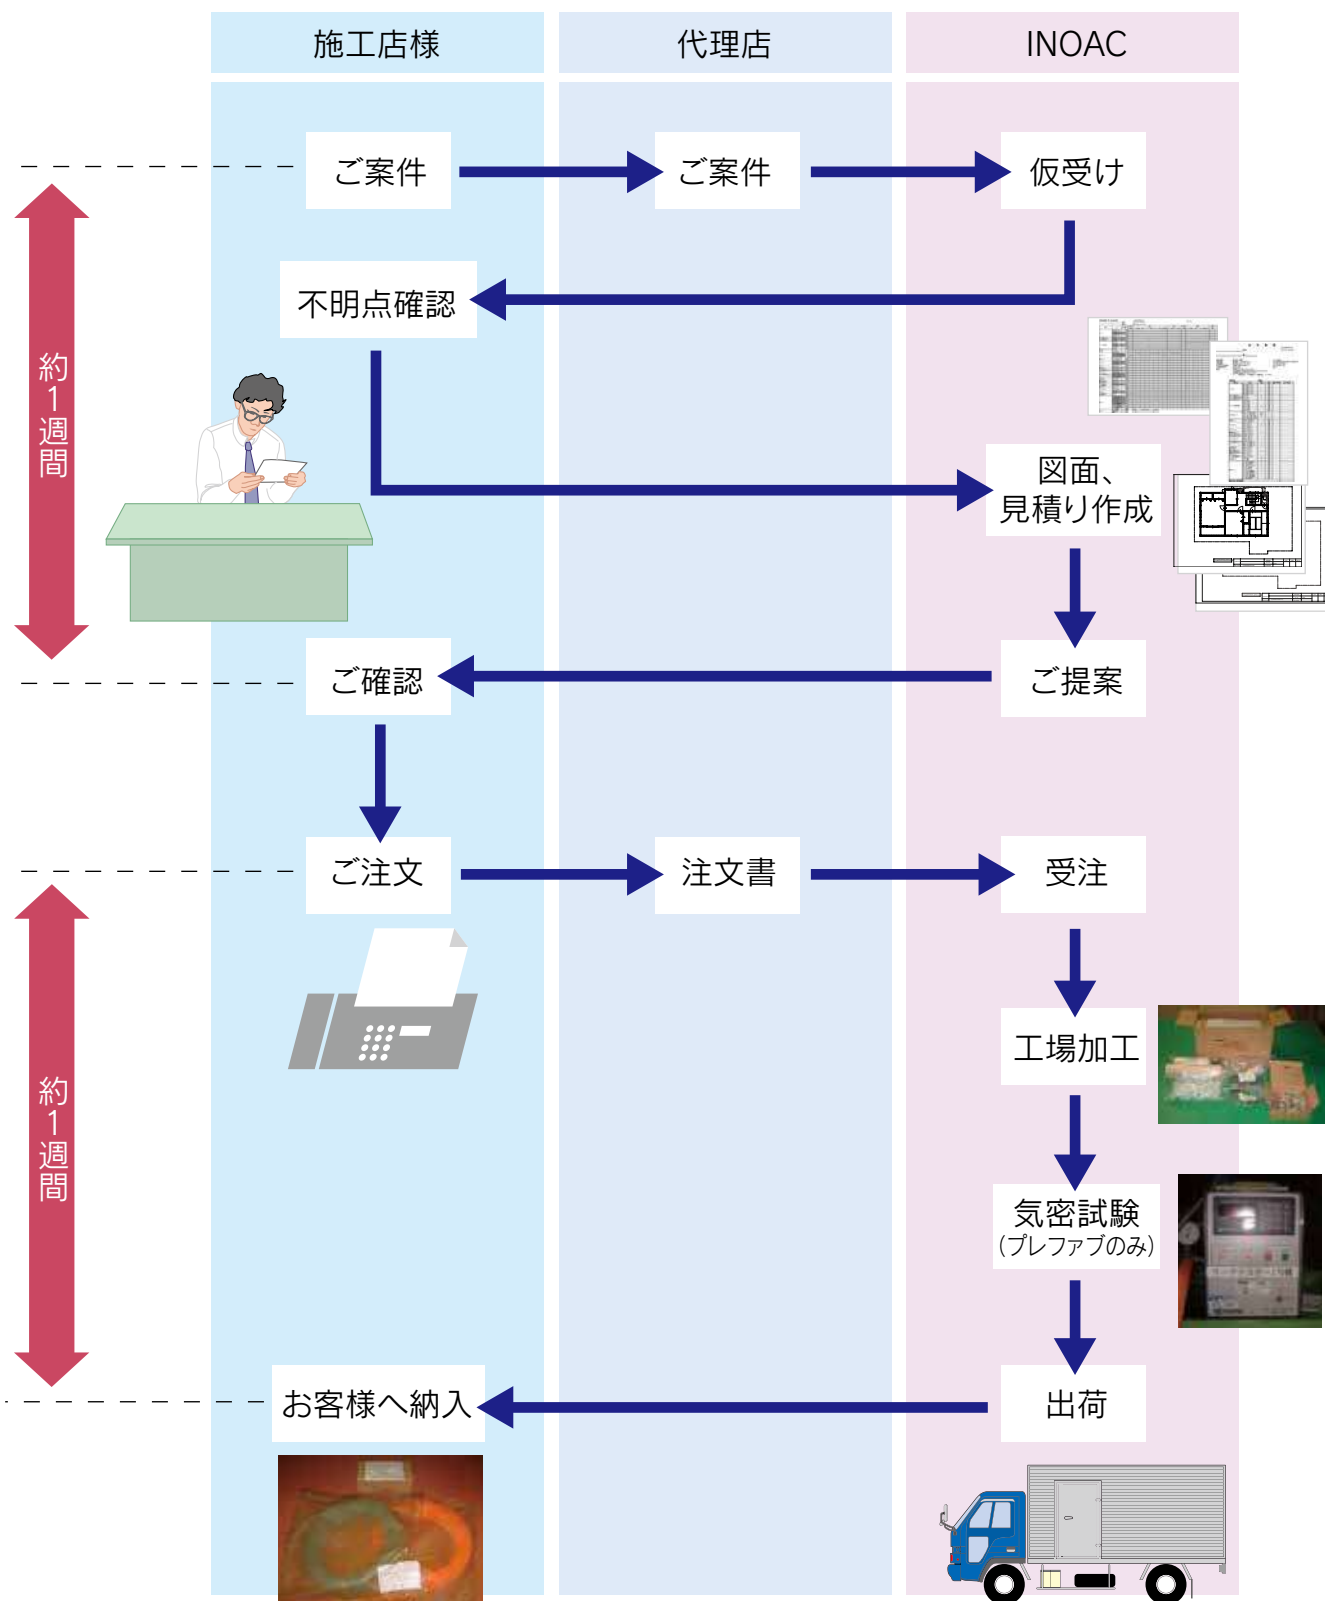 施工店様
代理店
INOAC
ご案件
ご案件
仮受け
不明点確認
約1週間
図面、
見積り作成
ご確認
ご提案
ご注文
注文書
受注
工場加工
約1週間
気密試験
(プレファブのみ)
お客様へ納入
出荷